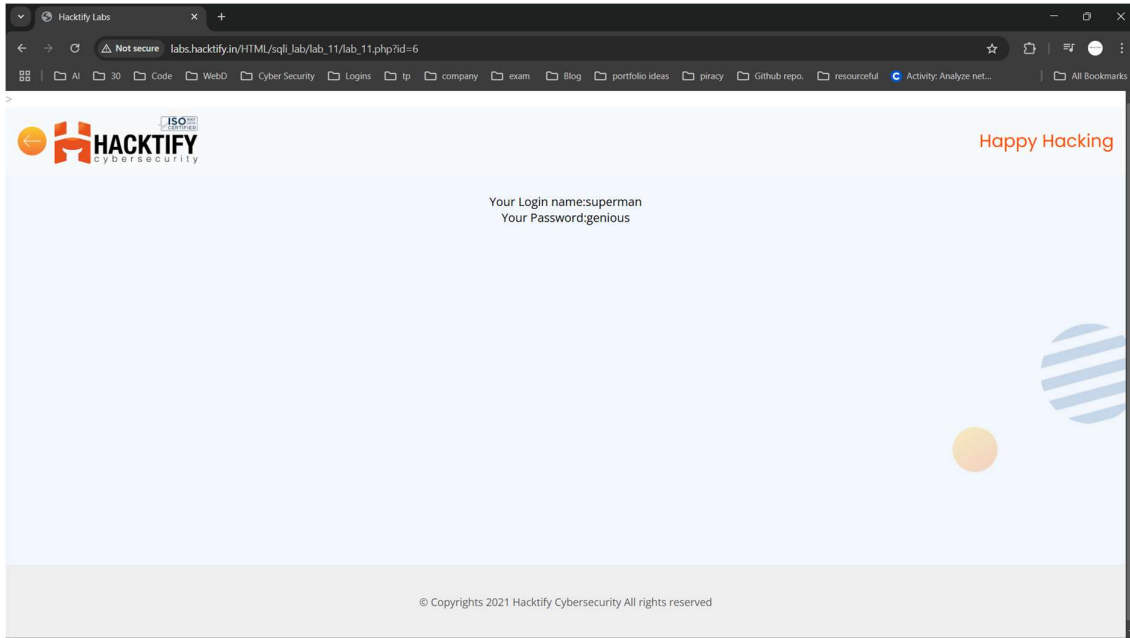 Hacktify Labs
Not secure labs.hacktify.in/HTML/sqli_lab/lab_11/lab_11.php?id=6
AI 30 Code WebD Cyber Security Logins tp company exam Blog portfolio ideas piracy Github repo. resourceful C Activity: Analyze net... All Bookmarks
>
ISO
CERTIFIED
HACKTIFY
cybersecurity
Happy Hacking
Your Login name:superman
Your Password:genious
© Copyrights 2021 Hacktify Cybersecurity All rights reserved